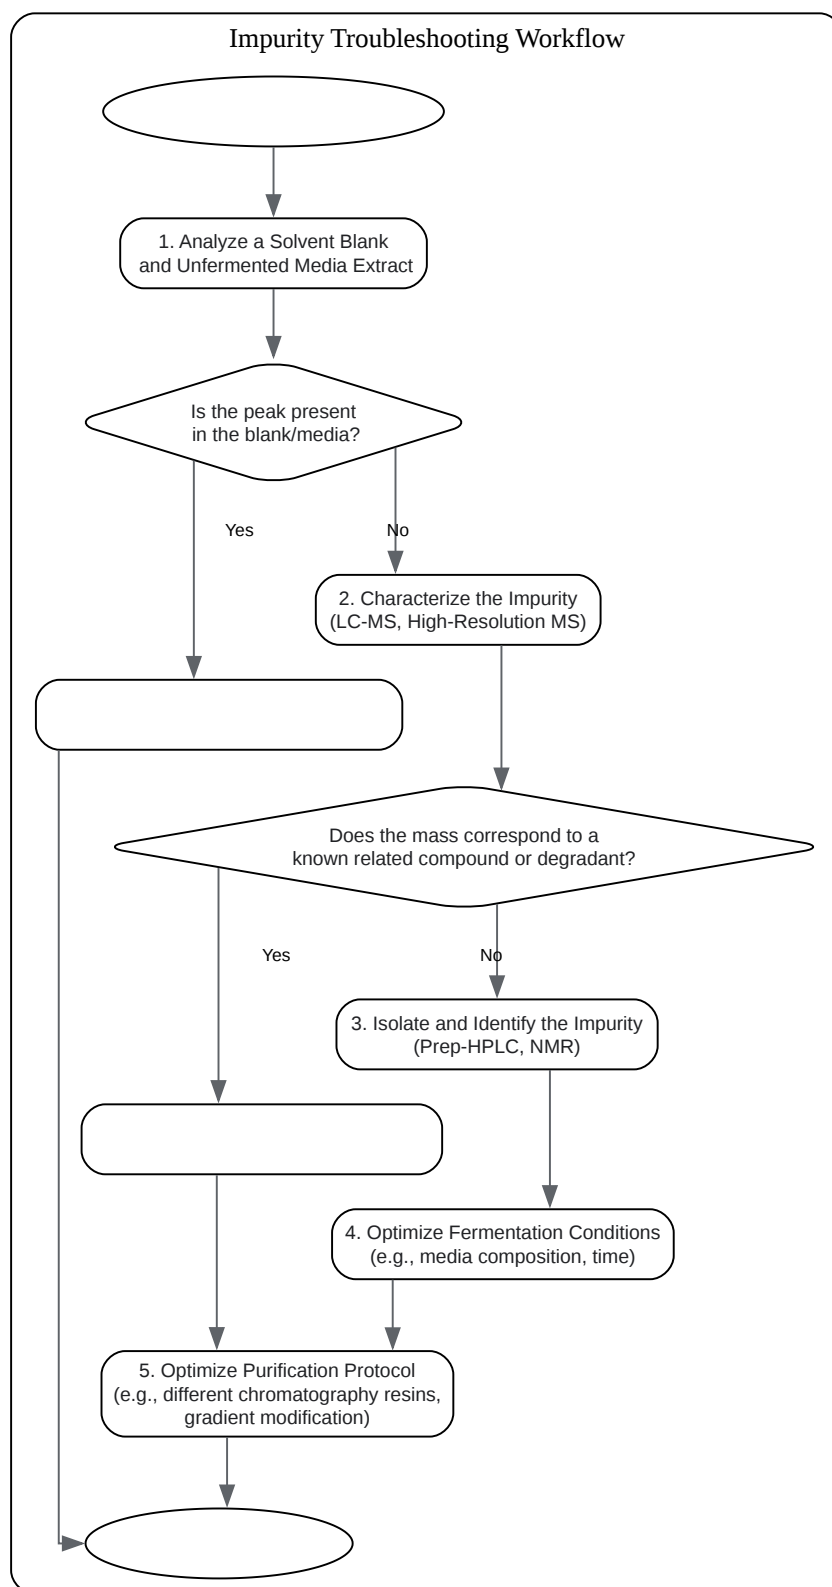 Impurity Troubleshooting Workflow
1. Analyze a Solvent Blank
and Unfermented Media Extract
Is the peak present
in the blank/media?
Yes
No
2. Characterize the Impurity
(LC-MS, High-Resolution MS)
Does the mass correspond to a
known related compound or degradant?
Yes
No
3. Isolate and Identify the Impurity
(Prep-HPLC, NMR)
4. Optimize Fermentation Conditions
(e.g., media composition, time)
5. Optimize Purification Protocol
(e.g., different chromatography resins,
gradient modification)